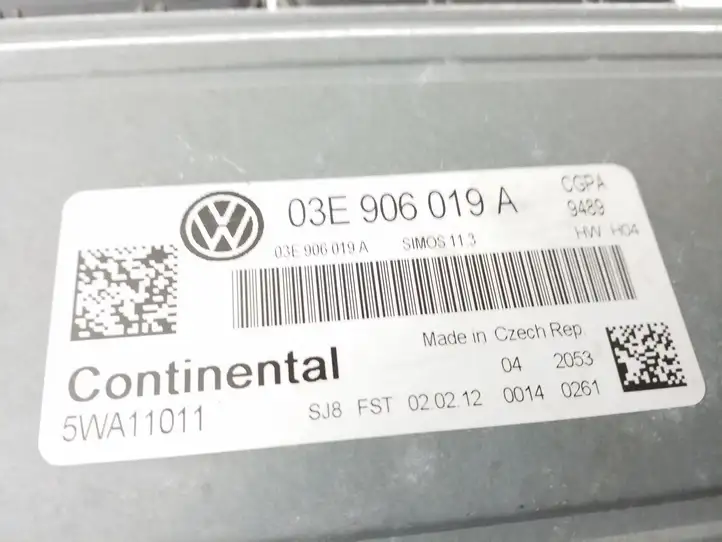 03E 906 019 A
CGPA
9489
03E 906 019 A SIMOS 11.3
HW H04
Made in Czech Rep
04 2053
Continental
5WA11011
SJ8 FST 02.02.12 0014 0261